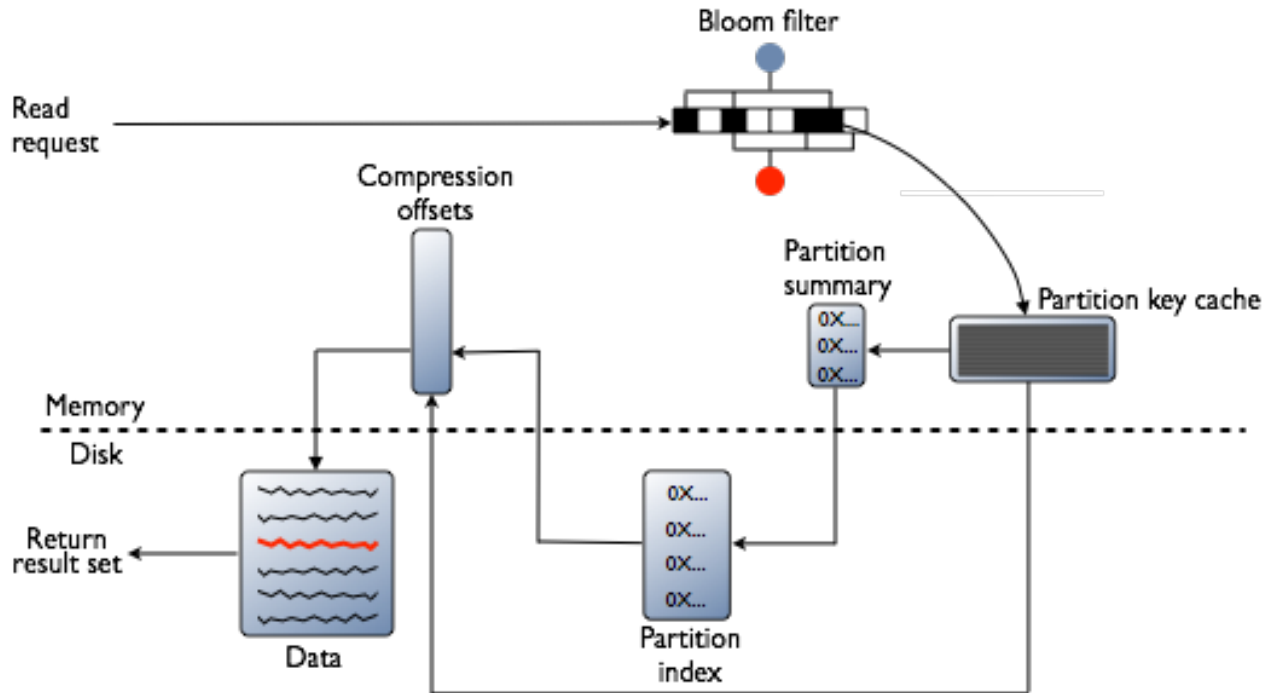 Bloom filter
Read
request
Compression
offsets
Partition
summary
0X...
0X...
0X...
Partition key cache
Memory
Disk
0X...
0X...
0X...
0X...
Return
result set
Data
Partition
index